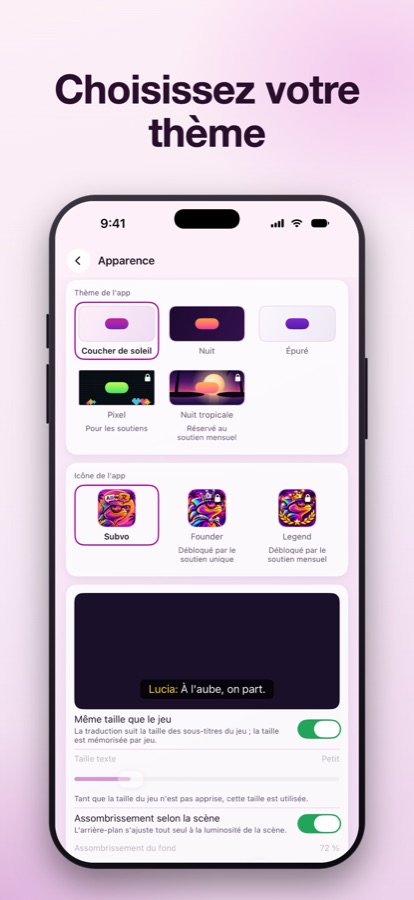 Choisissez votre
thème
9:41
Apparence
Thème de l'app
Coucher de soleil
Nuit
Épuré
Pixel
Pour les soutiens
Nuit tropicale
Réservé au
soutien mensuel
Icône de l'app
Subvo
Founder
Débloqué par le
soutien unique
Legend
Débloqué par le
soutien mensuel
Lucia: À l'aube, on part.
Même taille que le jeu
La traduction suit la taille des sous-titres du jeu ; la taille
est mémorisée par jeu.
Taille texte
Petit
Tant que la taille du jeu n'est pas apprise, cette taille est utilisée.
Assombrissement selon la scène
L'arrière-plan s'ajuste tout seul à la luminosité de la scène.
Assombrissement du fond
72 %